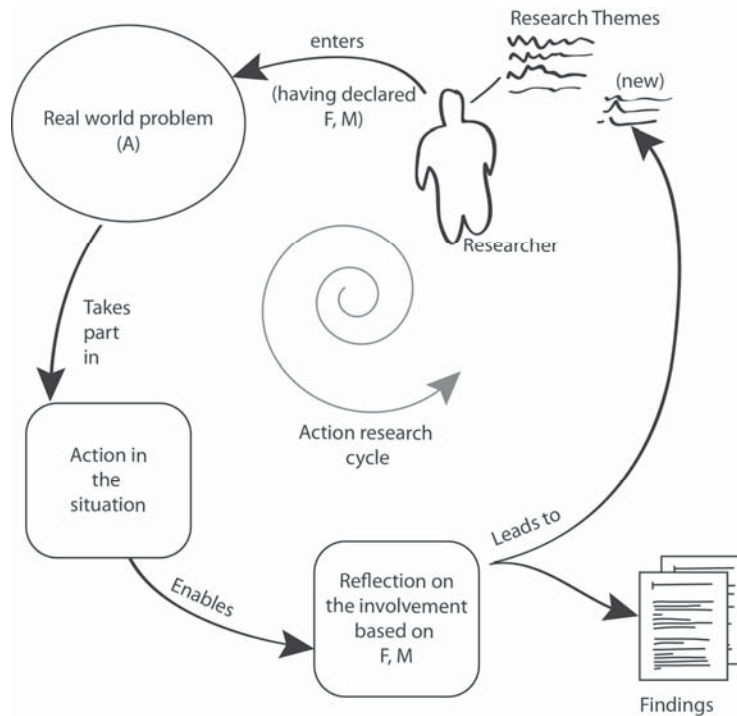 Research Themes
(new)
enters
(having declared
F, M)
Real world problem
(A)
Researcher
Takes
part
in
Action research
cycle
Action in
the
situation
Enables
Reflection on
the involvement
based on
F, M
Leads to
Findings